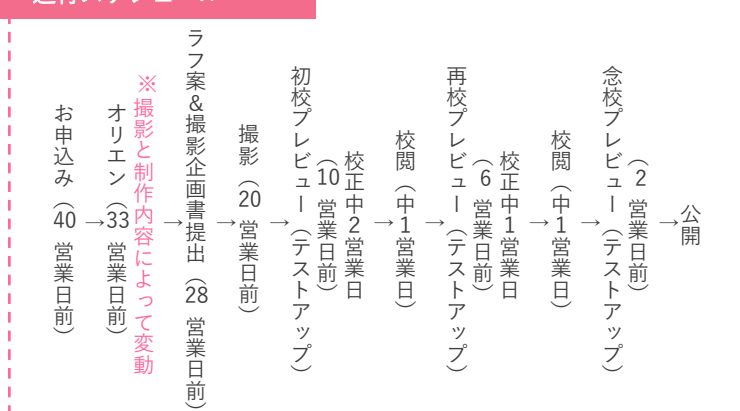 お申込み（40 営業日前）
→
オリエン（33 営業日前）
※撮影と制作内容によって変動
→
ラフ案＆撮影企画書提出（28 営業日前）
→
撮影（20 営業日前）
→
初校プレビュー（テストアップ）
（10 営業日前）
校正中2営業日
→
校閲（中1営業日）
→
再校プレビュー（テストアップ）
（6 営業日前）
校正中1営業日
→
校閲（中1営業日）
→
念校プレビュー（テストアップ）
（2 営業日前）
→
公開